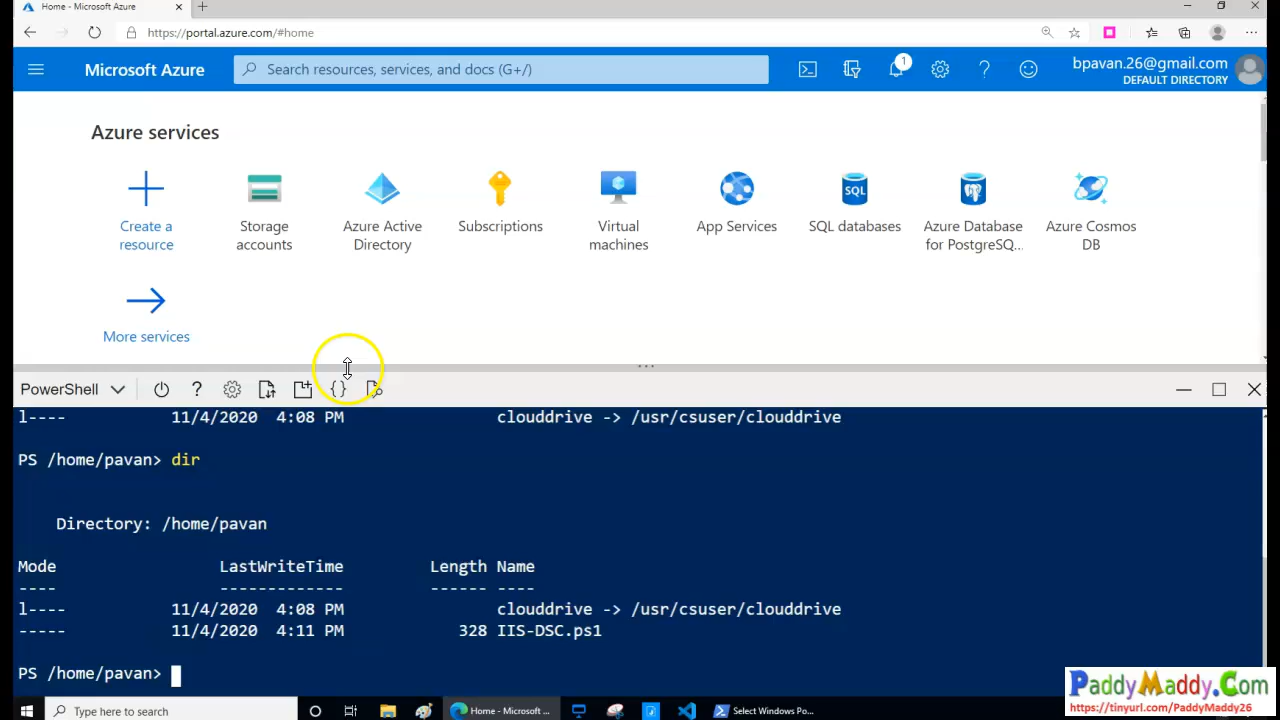 Home - Microsoft Azure
https://portal.azure.com/#home
Microsoft Azure
Search resources, services, and docs (G+/)
1
bpavan.26@gmail.com
DEFAULT DIRECTORY
Azure services
Create a resource
Storage accounts
Azure Active Directory
Subscriptions
Virtual machines
App Services
SQL
SQL databases
Azure Database for PostgreSQ...
Azure Cosmos DB
More services
PowerShell
l----          11/4/2020  4:08 PM                clouddrive -> /usr/csuser/clouddrive
PS /home/pavan> dir
Directory: /home/pavan
Mode                 LastWriteTime         Length Name
----                 -------------         ------ ----
l----          11/4/2020  4:08 PM                clouddrive -> /usr/csuser/clouddrive
-----          11/4/2020  4:11 PM            328 IIS-DSC.ps1
PS /home/pavan>
PaddyMaddy.Com
https://tinyurl.com/PaddyMaddy26
Type here to search
Home - Microsoft ...
Select Windows Po...